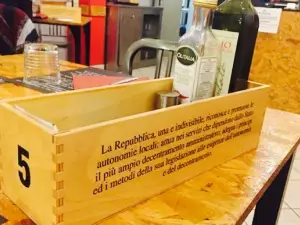 5
La Repubblica, una e indivisibile, riconosce e promuove le
autonomie locali; attua nei servizi che dipendono dallo Stato
il più ampio decentramento amministrativo; adegua i principi
ed i metodi della sua legislazione alle esigenze dell'autonomia
e del decentramento.